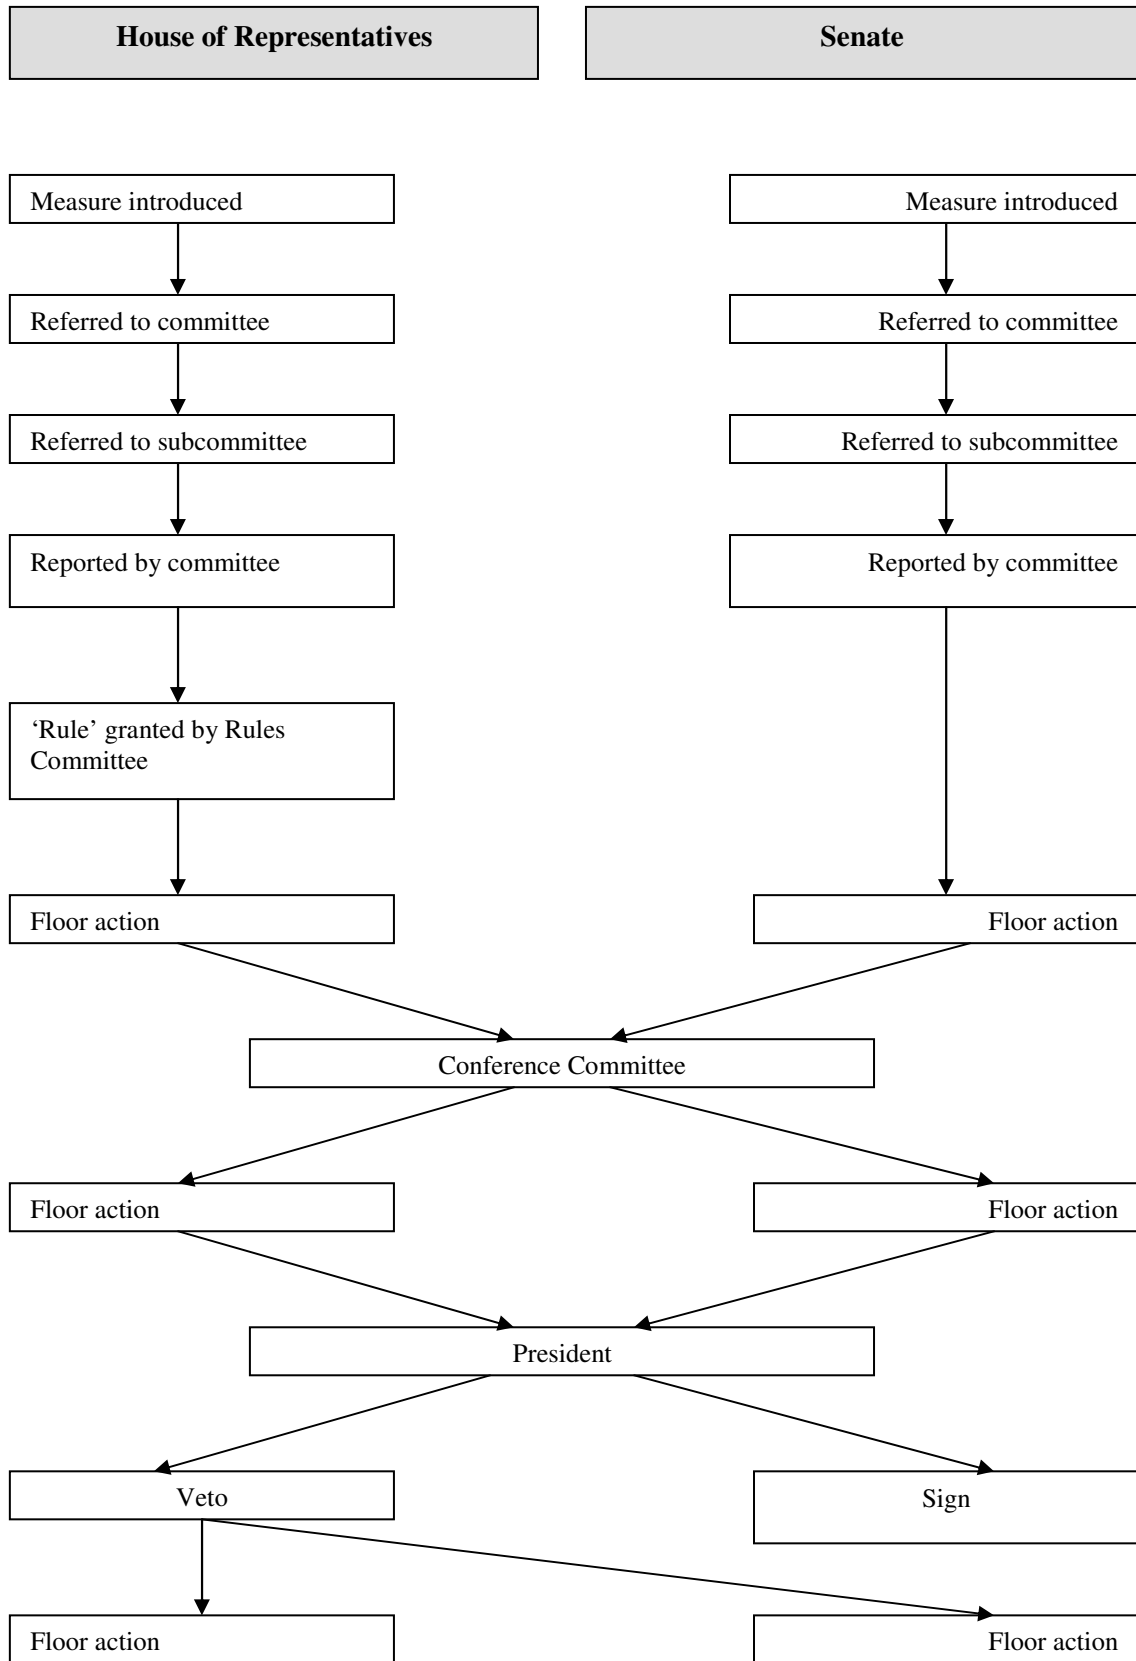 House of Representatives
Senate
Measure introduced
Measure introduced
Referred to committee
Referred to committee
Referred to subcommittee
Referred to subcommittee
Reported by committee
Reported by committee
‘Rule’ granted by Rules
Committee
Floor action
Floor action
Conference Committee
Floor action
Floor action
President
Veto
Sign
Floor action
Floor action